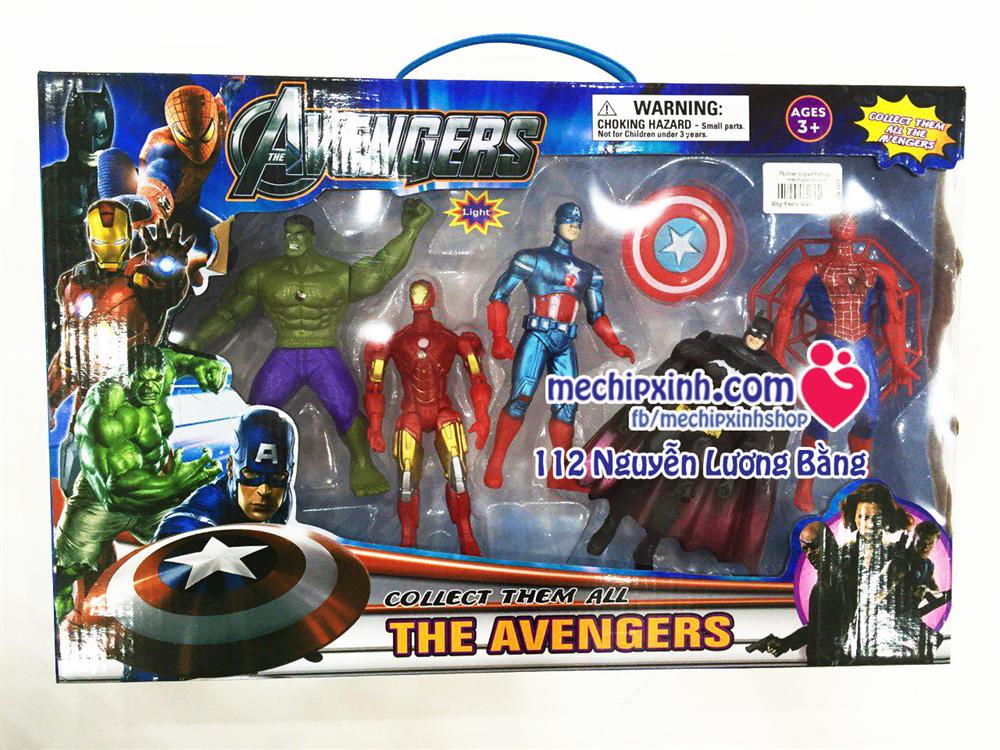 THE AVENGERS
WARNING:
CHOKING HAZARD - Small parts.
Not for Children under 3 years.
AGES
3+
COLLECT THEM
ALL THE
AVENGERS
Light
A
mechipxinh.com
fb/mechipxinhshop
112 Nguyễn Lương Bằng
COLLECT THEM ALL
THE AVENGERS